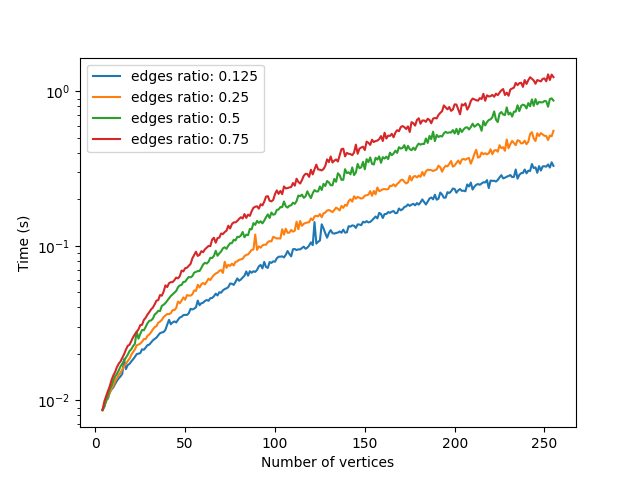 edges ratio: 0.125
edges ratio: 0.25
edges ratio: 0.5
edges ratio: 0.75
10⁰
10⁻¹
10⁻²
Time (s)
0 50 100 150 200 250
Number of vertices